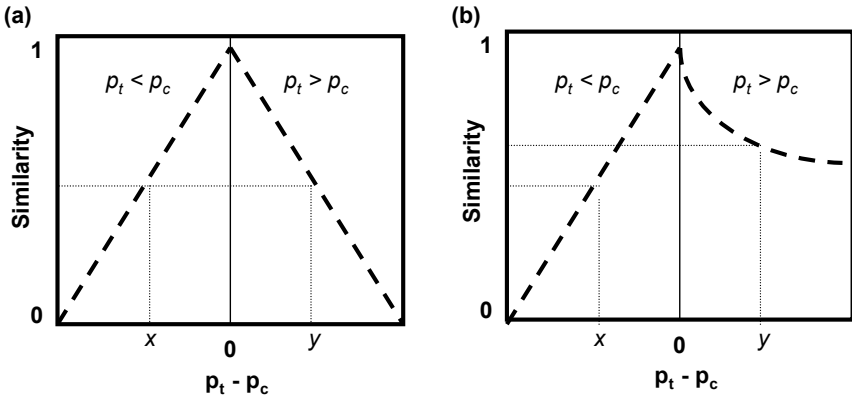 (a)
1
p_t < p_c
p_t > p_c
Similarity
0
x
0
y
p_t - p_c
(b)
1
p_t < p_c
p_t > p_c
Similarity
0
x
0
y
p_t - p_c